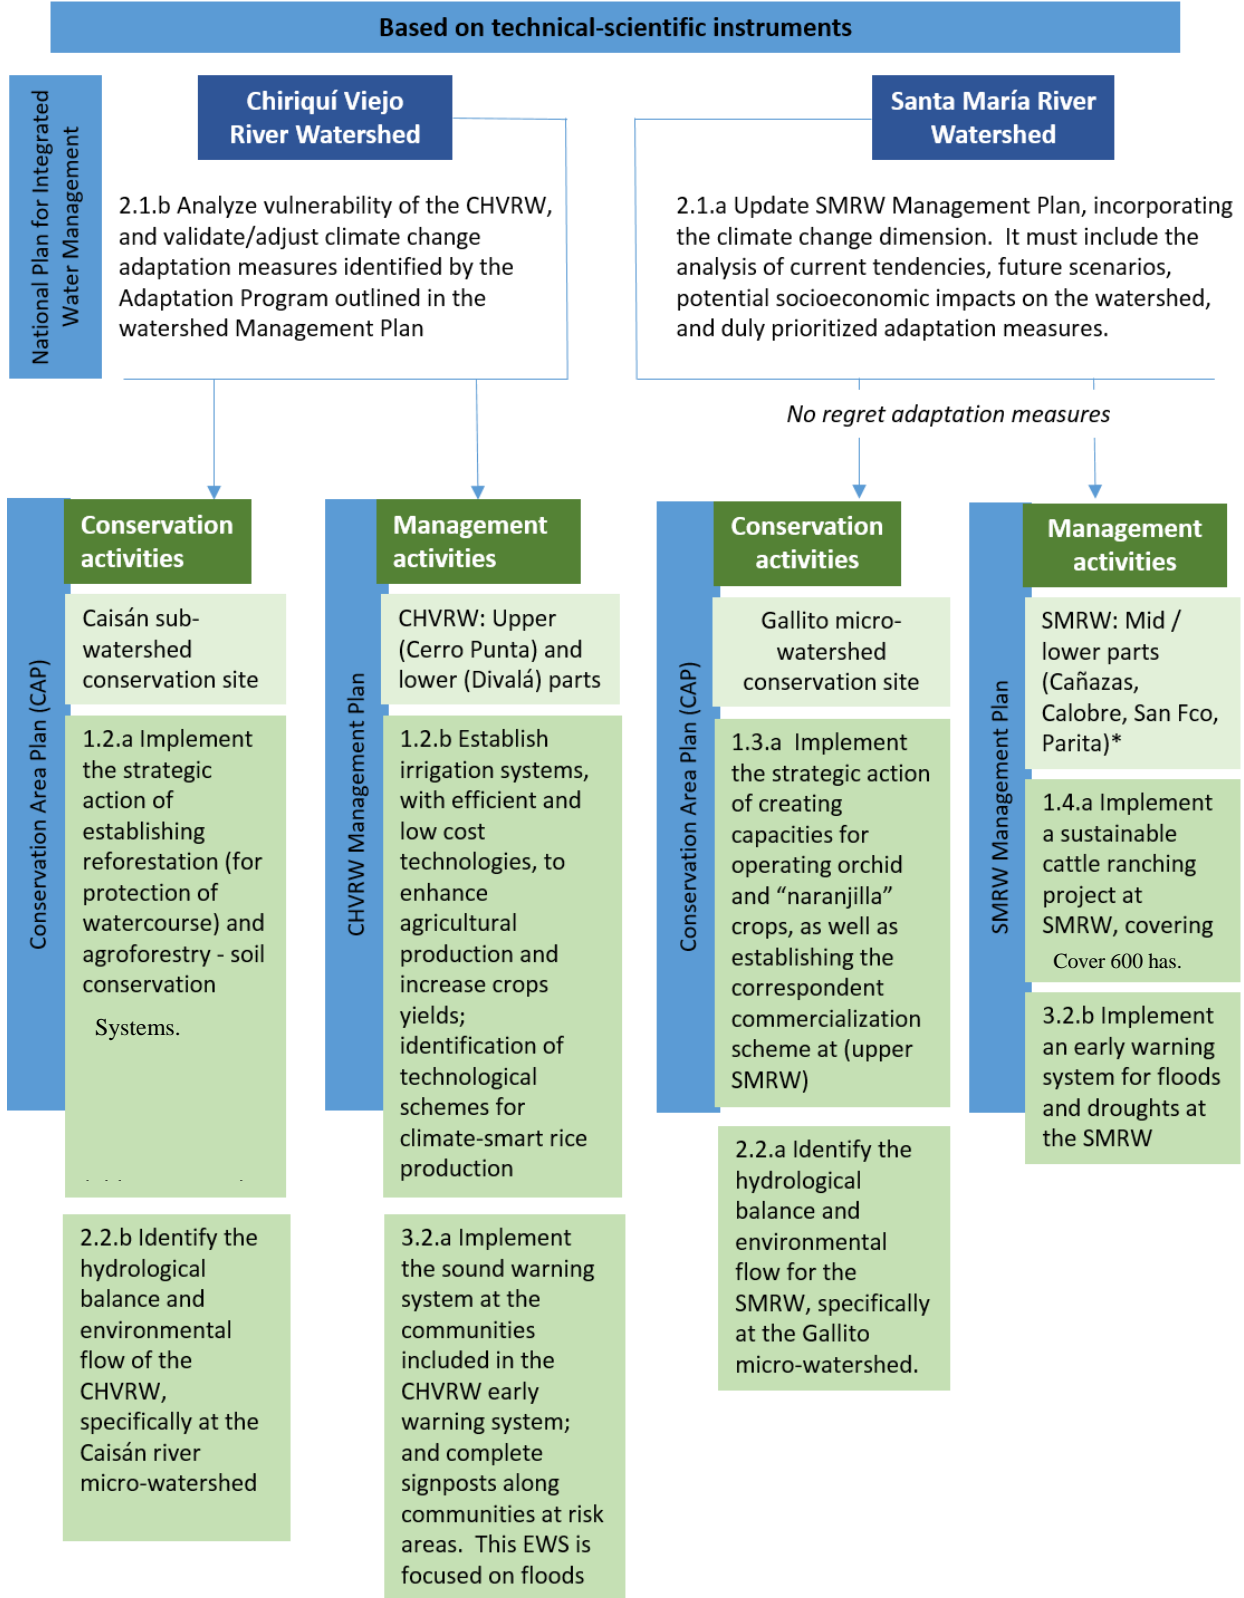 Based on technical-scientific instruments
National Plan for Integrated
Water Management
Chiriquí Viejo
River Watershed
2.1.b Analyze vulnerability of the CHVRW,
and validate/adjust climate change
adaptation measures identified by the
Adaptation Program outlined in the
watershed Management Plan
Santa María River
Watershed
2.1.a Update SMRW Management Plan, incorporating
the climate change dimension.  It must include the
analysis of current tendencies, future scenarios,
potential socioeconomic impacts on the watershed,
and duly prioritized adaptation measures.
No regret adaptation measures
Conservation Area Plan (CAP)
Conservation
activities
Caisán sub-
watershed
conservation site
1.2.a Implement
the strategic
action of
establishing
reforestation (for
protection of
watercourse) and
agroforestry - soil
conservation
Systems.
2.2.b Identify the
hydrological
balance and
environmental
flow of the
CHVRW,
specifically at the
Caisán river
micro-watershed
CHVRW Management Plan
Management
activities
CHVRW: Upper
(Cerro Punta) and
lower (Divalá) parts
1.2.b Establish
irrigation systems,
with efficient and
low cost
technologies, to
enhance
agricultural
production and
increase crops
yields;
identification of
technological
schemes for
climate-smart rice
production
3.2.a Implement
the sound warning
system at the
communities
included in the
CHVRW early
warning system;
and complete
signposts along
communities at risk
areas.  This EWS is
focused on floods
Conservation Area Plan (CAP)
Conservation
activities
Gallito micro-
watershed
conservation site
1.3.a  Implement
the strategic action
of creating
capacities for
operating orchid
and “naranjilla”
crops, as well as
establishing the
correspondent
commercialization
scheme at (upper
SMRW)
2.2.a Identify the
hydrological
balance and
environmental
flow for the
SMRW, specifically
at the Gallito
micro-watershed.
SMRW Management Plan
Management
activities
SMRW: Mid /
lower parts
(Cañazas,
Calobre, San Fco,
Parita)*
1.4.a Implement
a sustainable
cattle ranching
project at
SMRW, covering
Cover 600 has.
3.2.b Implement
an early warning
system for floods
and droughts at
the SMRW